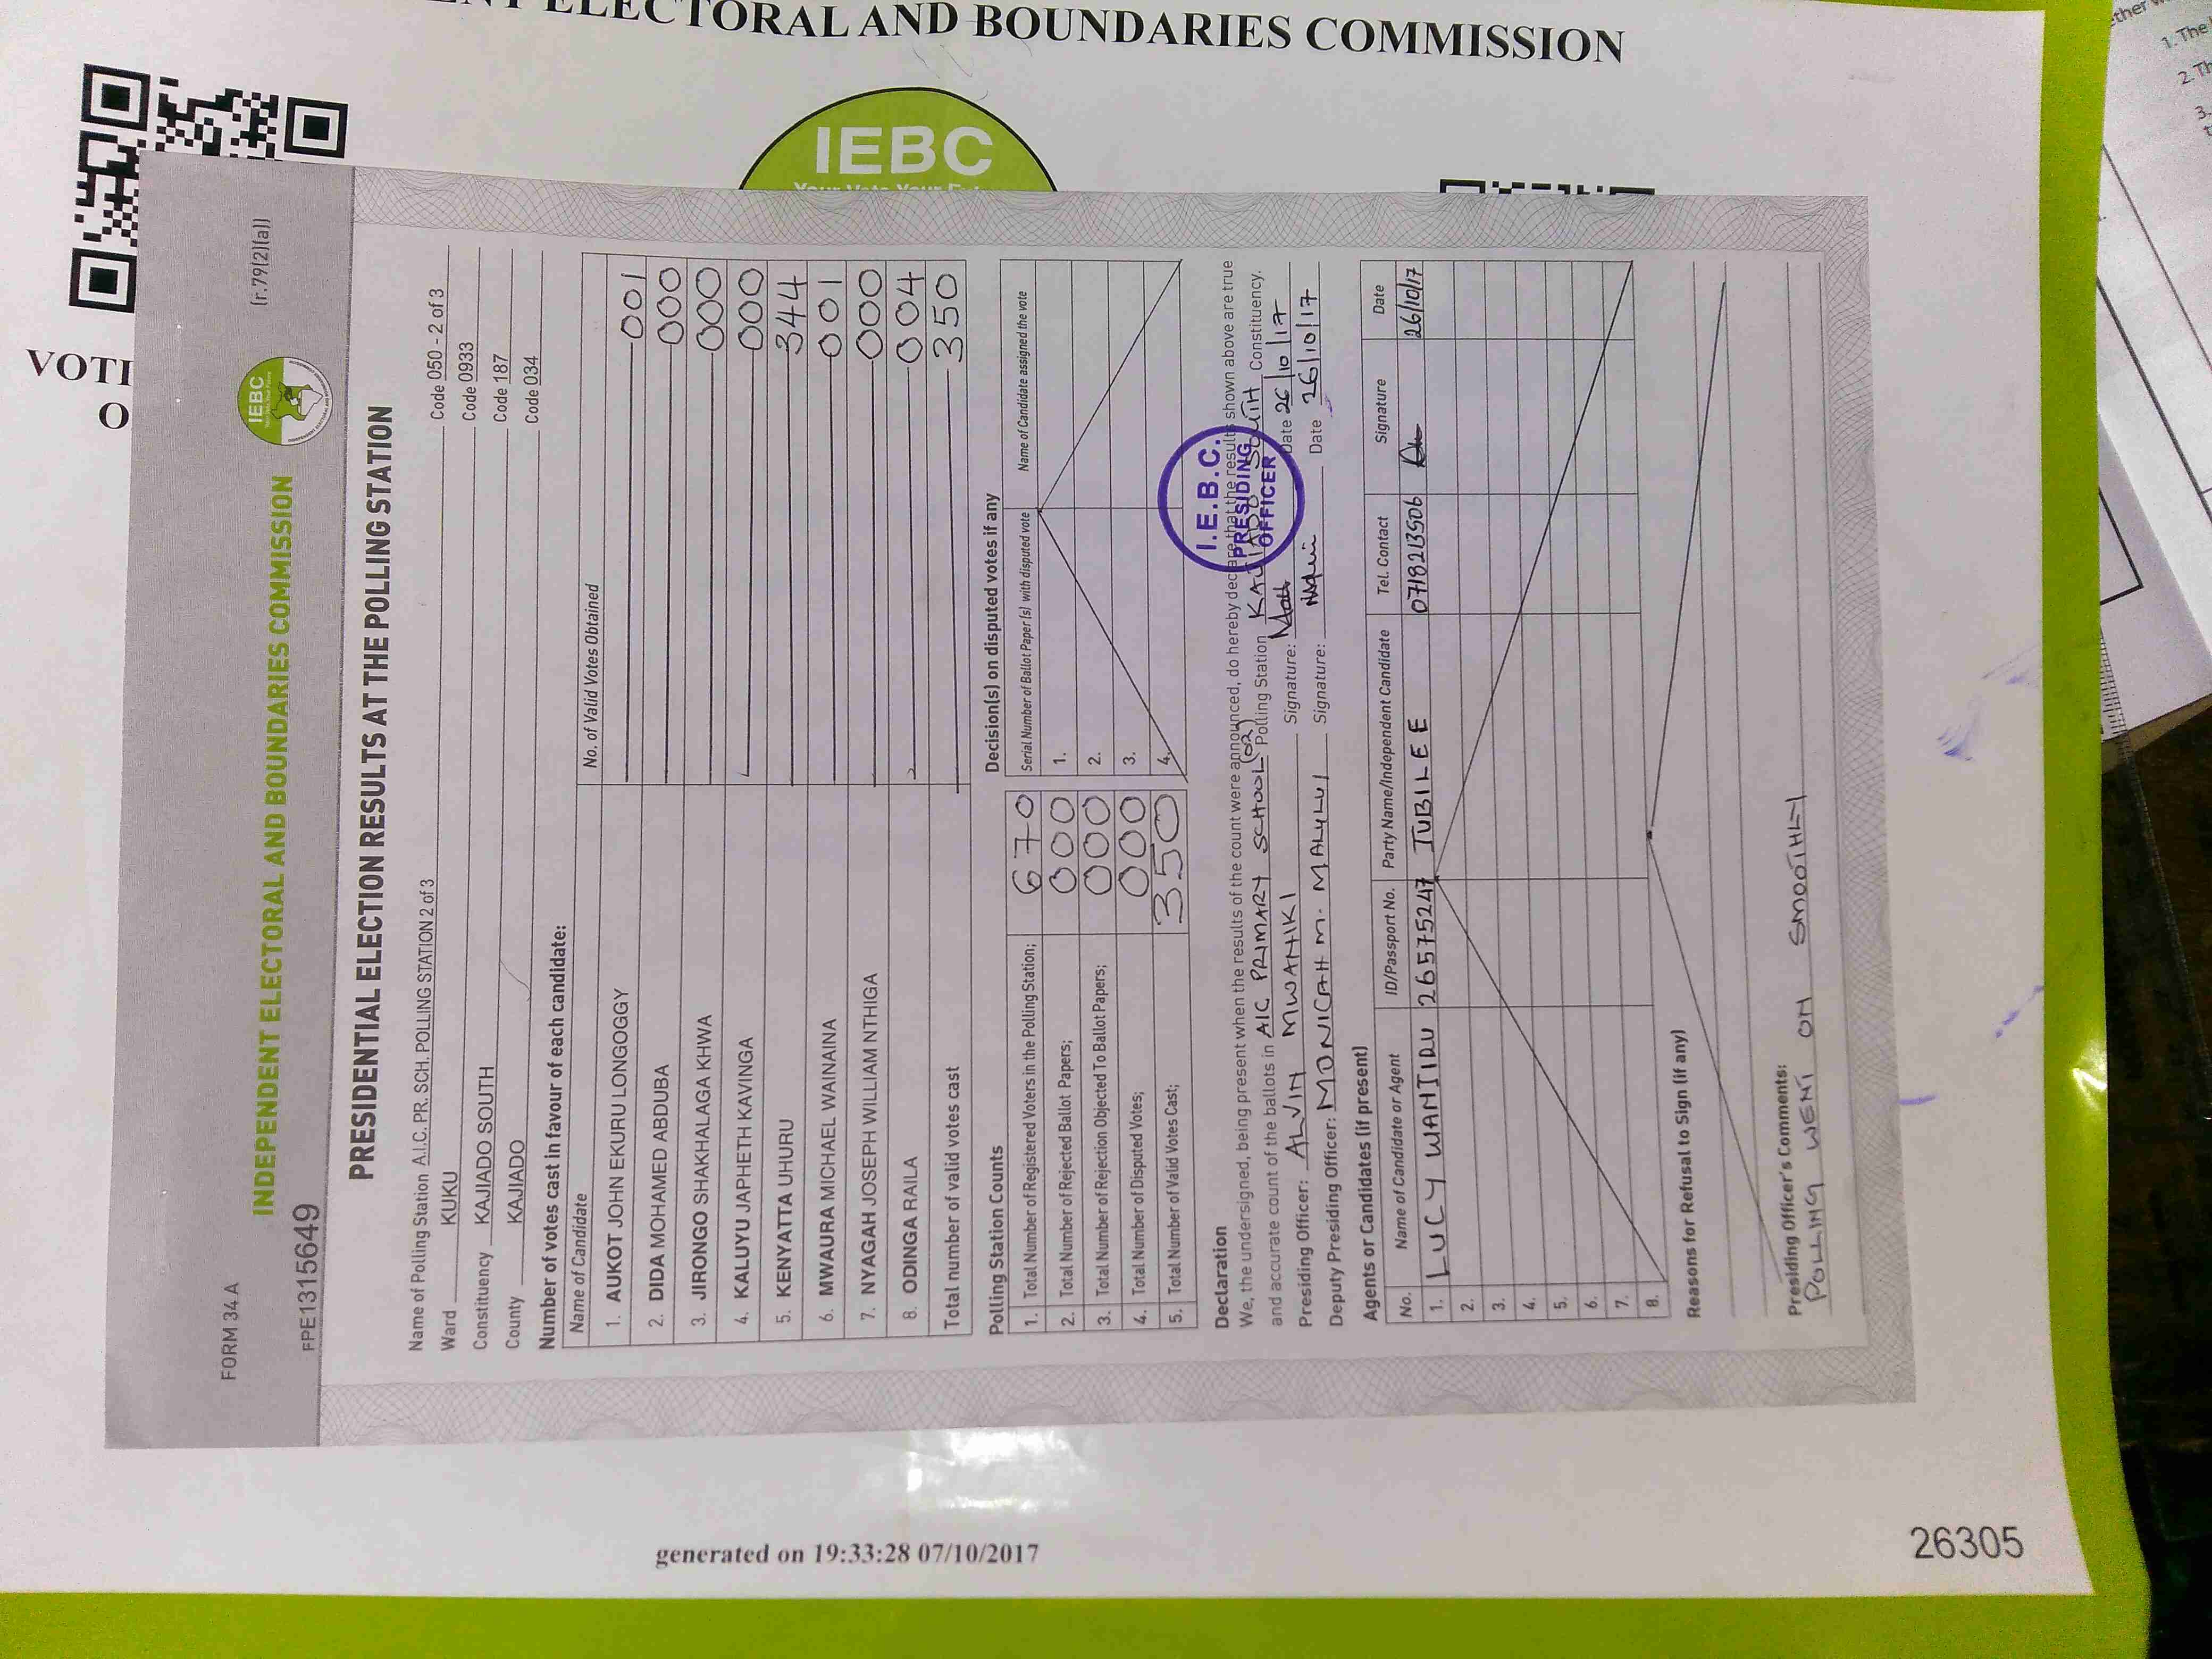 ELECTORAL AND BOUNDARIES COMMISSION
IEBC
VOTI
O
FORM 34 A
(r.79(2)(a))
INDEPENDENT ELECTORAL AND BOUNDARIES COMMISSION
IEBC
FPE1315649
PRESIDENTIAL ELECTION RESULTS AT THE POLLING STATION
Name of Polling Station A.I.C. PR. SCH. POLLING STATION 2 of 3 Code 050 - 2 of 3
Ward KUKU Code 0933
Constituency KAJIADO SOUTH Code 187
County KAJIADO Code 034
Number of votes cast in favour of each candidate:
Name of Candidate No. of Valid Votes Obtained
1. AUKOT JOHN EKURU LONGOGGY 001
2. DIDA MOHAMED ABDUBA 000
3. JIRONGO SHAKHALAGA KHWA 000
4. KALUYU JAPHETH KAVINGA 000
5. KENYATTA UHURU 344
6. MWAURA MICHAEL WAINAINA 001
7. NYAGAH JOSEPH WILLIAM NTHIGA 000
8. ODINGA RAILA 004
Total number of valid votes cast 350
Polling Station Counts
1. Total Number of Registered Voters in the Polling Station; 670
2. Total Number of Rejected Ballot Papers; 000
3. Total Number of Rejection Objected To Ballot Papers; 000
4. Total Number of Disputed Votes; 000
5. Total Number of Valid Votes Cast; 350
Decision(s) on disputed votes if any
Serial Number of Ballot Paper (s) with disputed vote Name of Candidate assigned the vote
1.
2.
3.
4.
Declaration
We, the undersigned, being present when the results of the count were announced, do hereby declare that the results shown above are true
and accurate count of the ballots in AIC PRIMARY SCHOOL (02) Polling Station KAJIADO SOUTH Constituency.
Presiding Officer: ALVIN MWANIKI Signature: Date 26/10/17
Deputy Presiding Officer: MONICAH M. MALULUI Signature: Date 26/10/17
I.E.B.C.
PRESIDING
OFFICER
Agents or Candidates (if present)
No. Name of Candidate or Agent ID/Passport No. Party Name/Independent Candidate Tel. Contact Signature Date
1. LUCY WANJIRU 26575247 JUBILEE 0718213506 26/10/17
2.
3.
4.
5.
6.
7.
8.
Reasons for Refusal to Sign (if any)
Presiding Officer's Comments:
POLLING WENT ON SMOOTHLY
generated on 19:33:28 07/10/2017
26305